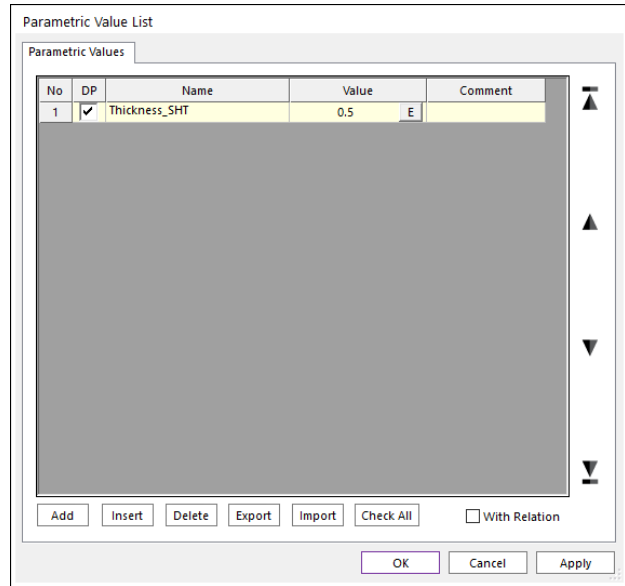 Parametric Value List
Parametric Values
No DP Name Value Comment
1 Thickness_SHT 0.5 E
Add Insert Delete Export Import Check All With Relation
OK Cancel Apply